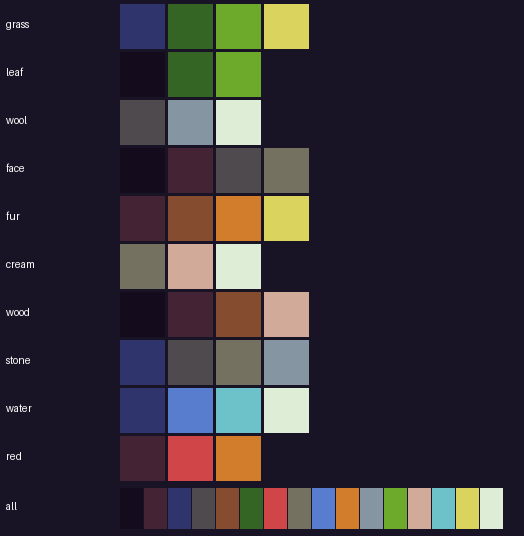 grass
leaf
wool
face
fur
cream
wood
stone
water
red
all